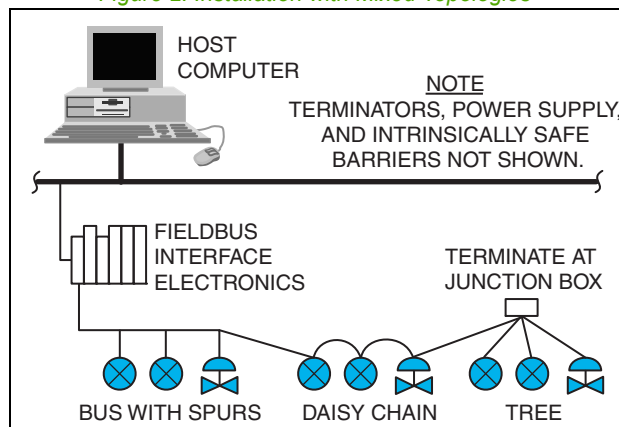 Figure 2. Installation with Mixed Topologies
HOST
COMPUTER
NOTE
TERMINATORS, POWER SUPPLY,
AND INTRINSICALLY SAFE
BARRIERS NOT SHOWN.
FIELDBUS
INTERFACE
ELECTRONICS
TERMINATE AT
JUNCTION BOX
BUS WITH SPURS
DAISY CHAIN
TREE